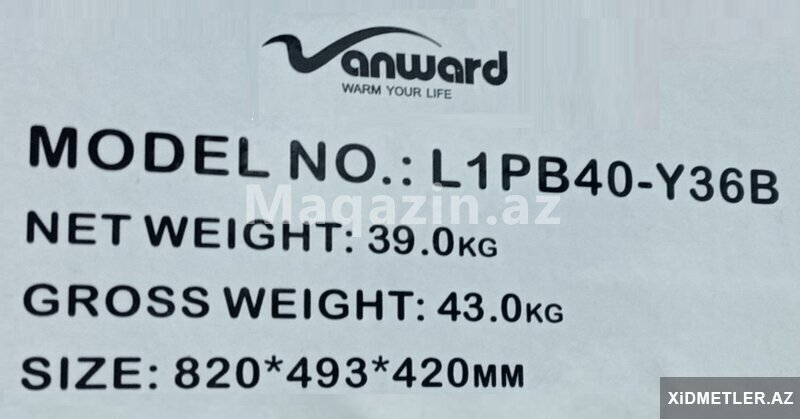 Vanward
WARM YOUR LIFE
MODEL NO.: L1PB40-Y36B
Magazin.az
NET WEIGHT: 39.0KG
GROSS WEIGHT: 43.0KG
SIZE: 820*493*420MM
XiDMETLER.AZ